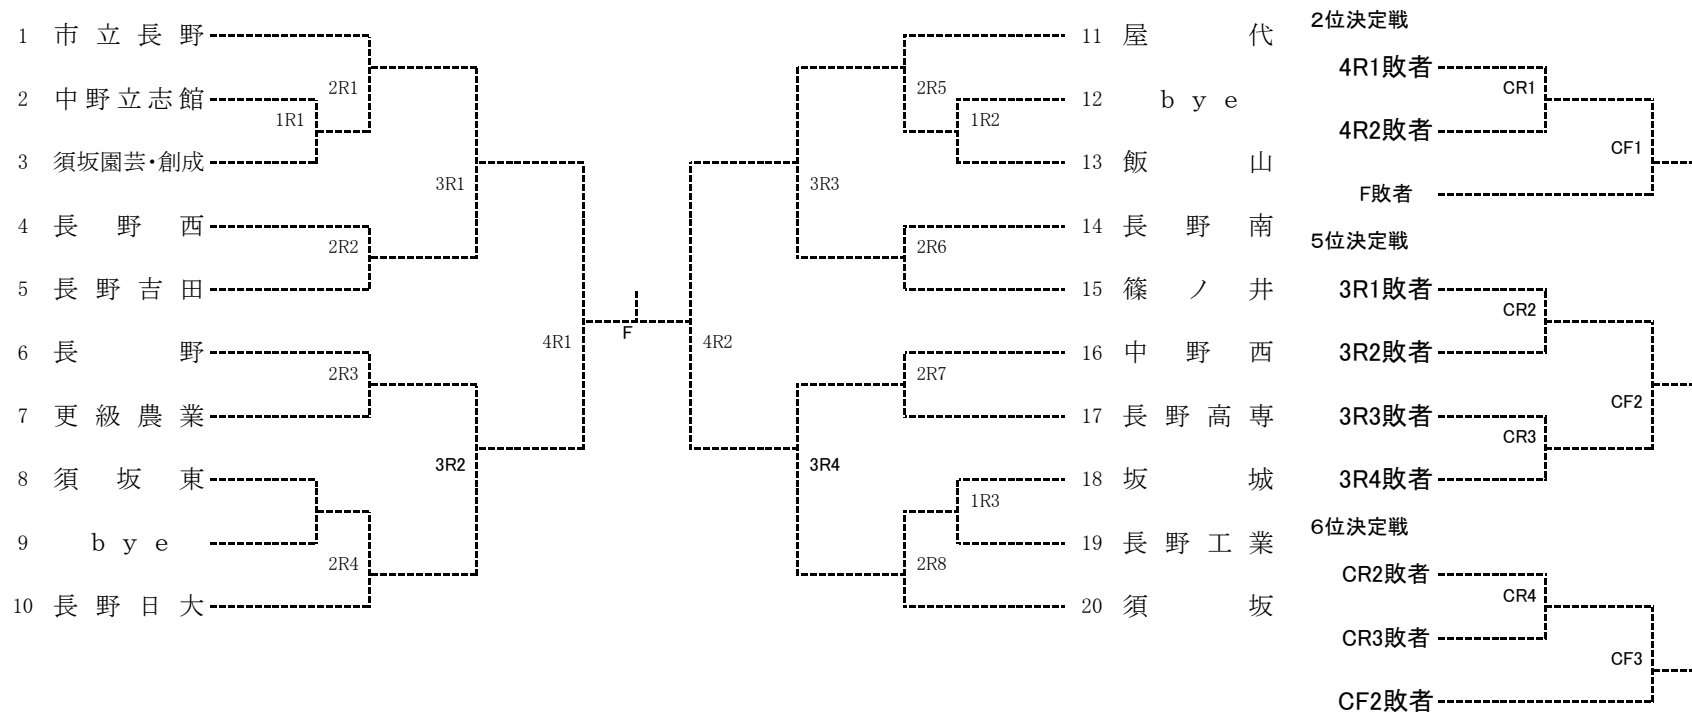 1 市立長野
2 中野立志館
3 須坂園芸・創成
4 長野西
5 長野吉田
6 長野
7 更級農業
8 須坂東
9 bye
10 長野日大
1R1
2R1
2R2
2R3
2R4
3R1
3R2
4R1
F
4R2
3R3
3R4
2R5
1R2
2R6
2R7
1R3
2R8
11 屋代
12 bye
13 飯山
14 長野南
15 篠ノ井
16 中野西
17 長野高専
18 坂城
19 長野工業
20 須坂
2位決定戦
4R1敗者
CR1
4R2敗者
CF1
F敗者
5位決定戦
3R1敗者
CR2
3R2敗者
CF2
3R3敗者
CR3
3R4敗者
6位決定戦
CR2敗者
CR4
CR3敗者
CF3
CF2敗者